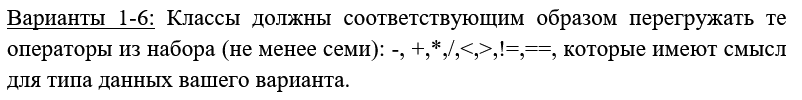 Варианты 1-6: Классы должны соответствующим образом перегружать те
операторы из набора (не менее семи): -, +,*,/,<,>,!=,==, которые имеют смысл
для типа данных вашего варианта.